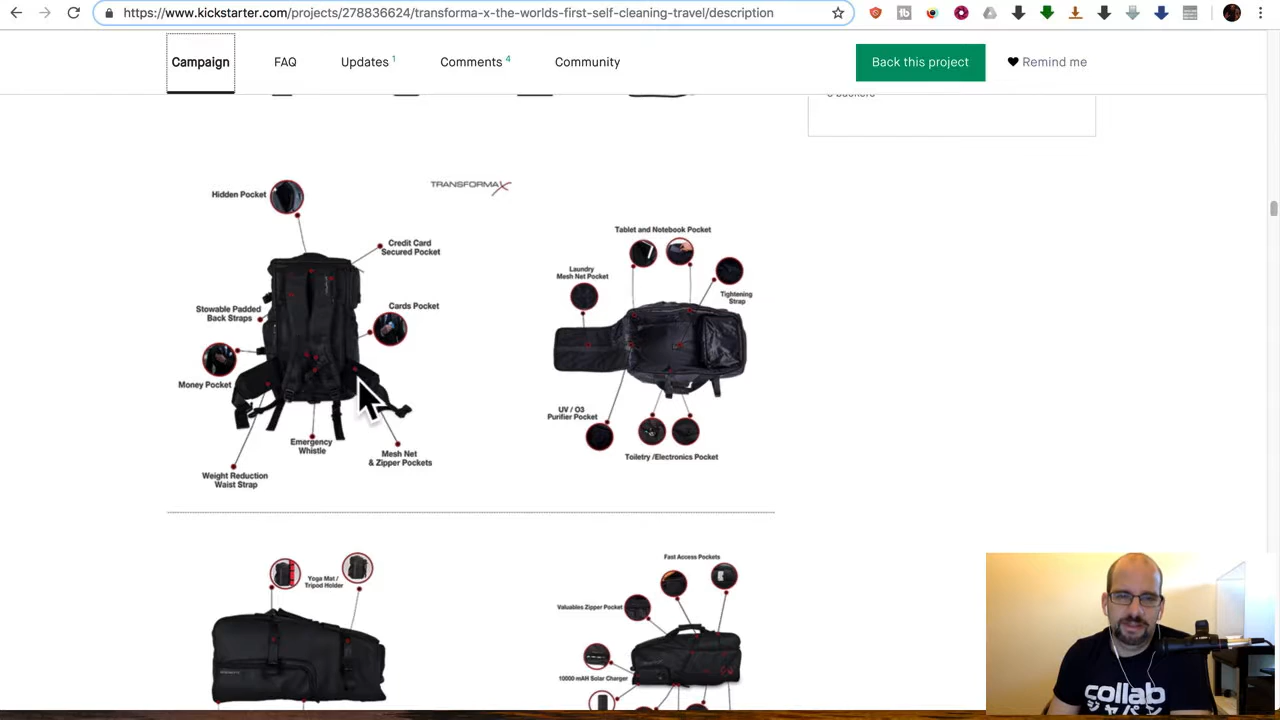 https://www.kickstarter.com/projects/278836624/transforma-x-the-worlds-first-self-cleaning-travel/description
Campaign
FAQ
Updates 1
Comments 4
Community
Back this project
Remind me
TRANSFORMAX
Hidden Pocket
Credit Card
Secured Pocket
Cards Pocket
Stowable Padded
Back Straps
Money Pocket
Emergency
Whistle
Mesh Net
& Zipper Pockets
Weight Reduction
Waist Strap
Tablet and Notebook Pocket
Laundry
Mesh Net Pocket
Tightening
Strap
UV / O3
Purifier Pocket
Toiletry /Electronics Pocket
Yoga Mat /
Tripod Holder
Fast Access Pockets
Valuables Zipper Pocket
10000 mAH Solar Charger
collab
ジャパン